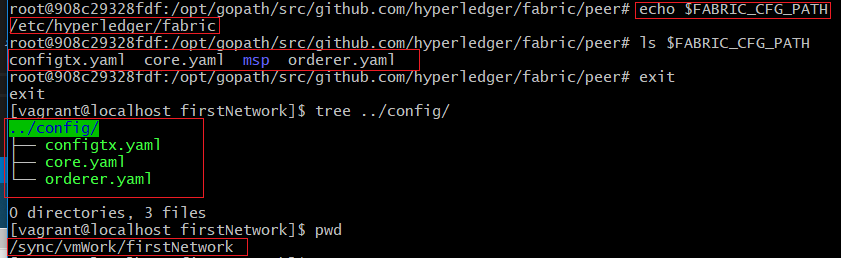 root@908c29328fdf:/opt/gopath/src/github.com/hyperledger/fabric/peer# echo $FABRIC_CFG_PATH
/etc/hyperledger/fabric
root@908c29328fdf:/opt/gopath/src/github.com/hyperledger/fabric/peer# ls $FABRIC_CFG_PATH
configtx.yaml  core.yaml  msp  orderer.yaml
root@908c29328fdf:/opt/gopath/src/github.com/hyperledger/fabric/peer# exit
exit
[vagrant@localhost firstNetwork]$ tree ../config/
../config/
├── configtx.yaml
├── core.yaml
└── orderer.yaml
0 directories, 3 files
[vagrant@localhost firstNetwork]$ pwd
/sync/vmWork/firstNetwork